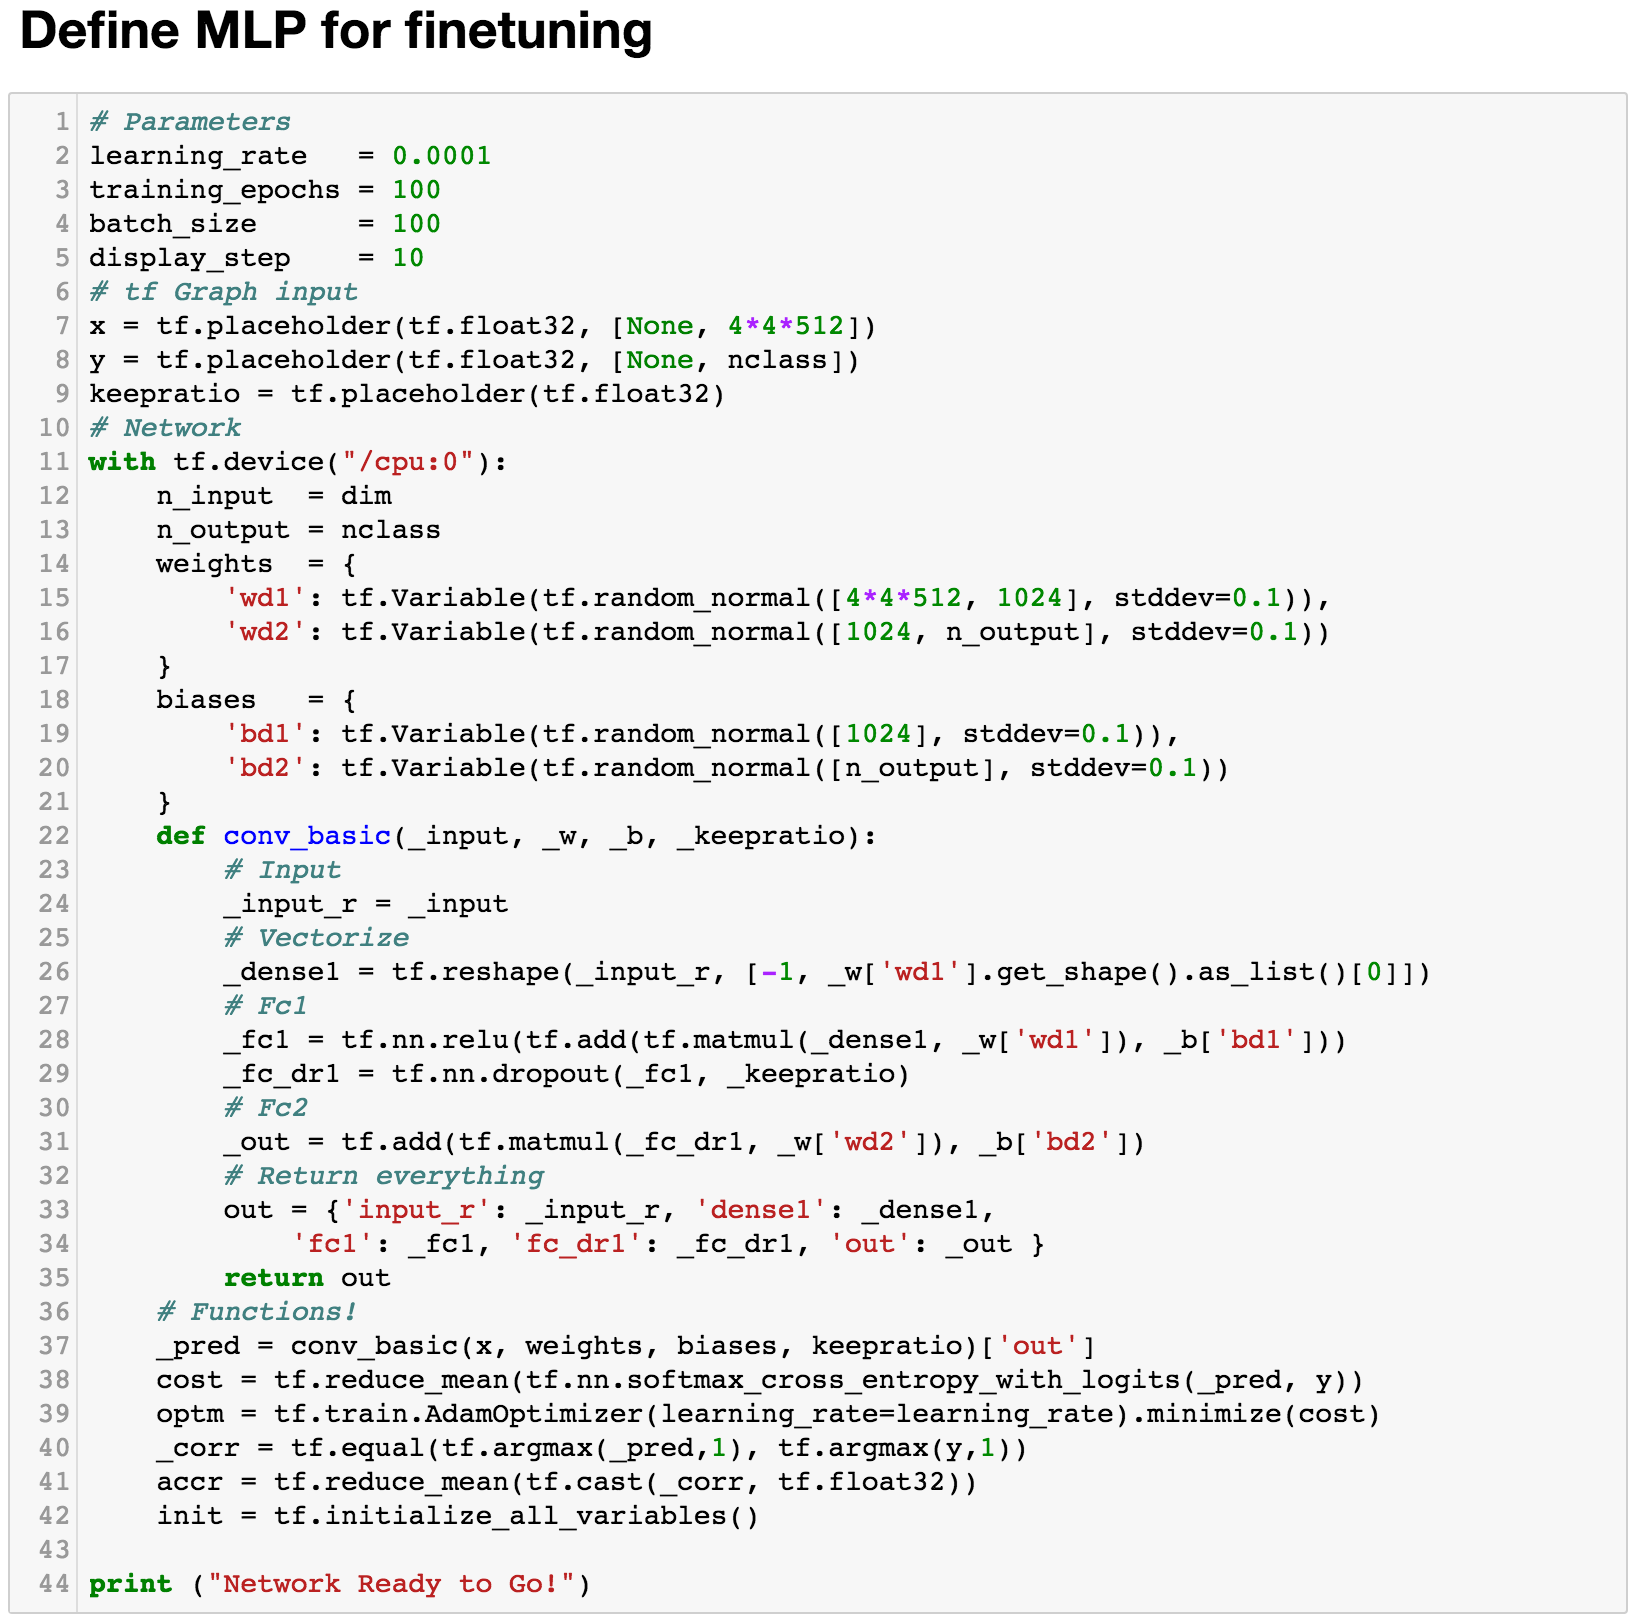 Define MLP for finetuning
1 # Parameters
2 learning_rate   = 0.0001
3 training_epochs = 100
4 batch_size      = 100
5 display_step    = 10
6 # tf Graph input
7 x = tf.placeholder(tf.float32, [None, 4*4*512])
8 y = tf.placeholder(tf.float32, [None, nclass])
9 keepratio = tf.placeholder(tf.float32)
10 # Network
11 with tf.device("/cpu:0"):
12     n_input  = dim
13     n_output = nclass
14     weights  = {
15         'wd1': tf.Variable(tf.random_normal([4*4*512, 1024], stddev=0.1)),
16         'wd2': tf.Variable(tf.random_normal([1024, n_output], stddev=0.1))
17     }
18     biases   = {
19         'bd1': tf.Variable(tf.random_normal([1024], stddev=0.1)),
20         'bd2': tf.Variable(tf.random_normal([n_output], stddev=0.1))
21     }
22     def conv_basic(_input, _w, _b, _keepratio):
23         # Input
24         _input_r = _input
25         # Vectorize
26         _dense1 = tf.reshape(_input_r, [-1, _w['wd1'].get_shape().as_list()[0]])
27         # Fc1
28         _fc1 = tf.nn.relu(tf.add(tf.matmul(_dense1, _w['wd1']), _b['bd1']))
29         _fc_dr1 = tf.nn.dropout(_fc1, _keepratio)
30         # Fc2
31         _out = tf.add(tf.matmul(_fc_dr1, _w['wd2']), _b['bd2'])
32         # Return everything
33         out = {'input_r': _input_r, 'dense1': _dense1,
34             'fc1': _fc1, 'fc_dr1': _fc_dr1, 'out': _out }
35         return out
36     # Functions!
37     _pred = conv_basic(x, weights, biases, keepratio)['out']
38     cost = tf.reduce_mean(tf.nn.softmax_cross_entropy_with_logits(_pred, y))
39     optm = tf.train.AdamOptimizer(learning_rate=learning_rate).minimize(cost)
40     _corr = tf.equal(tf.argmax(_pred,1), tf.argmax(y,1))
41     accr = tf.reduce_mean(tf.cast(_corr, tf.float32))
42     init = tf.initialize_all_variables()
43
44 print ("Network Ready to Go!")